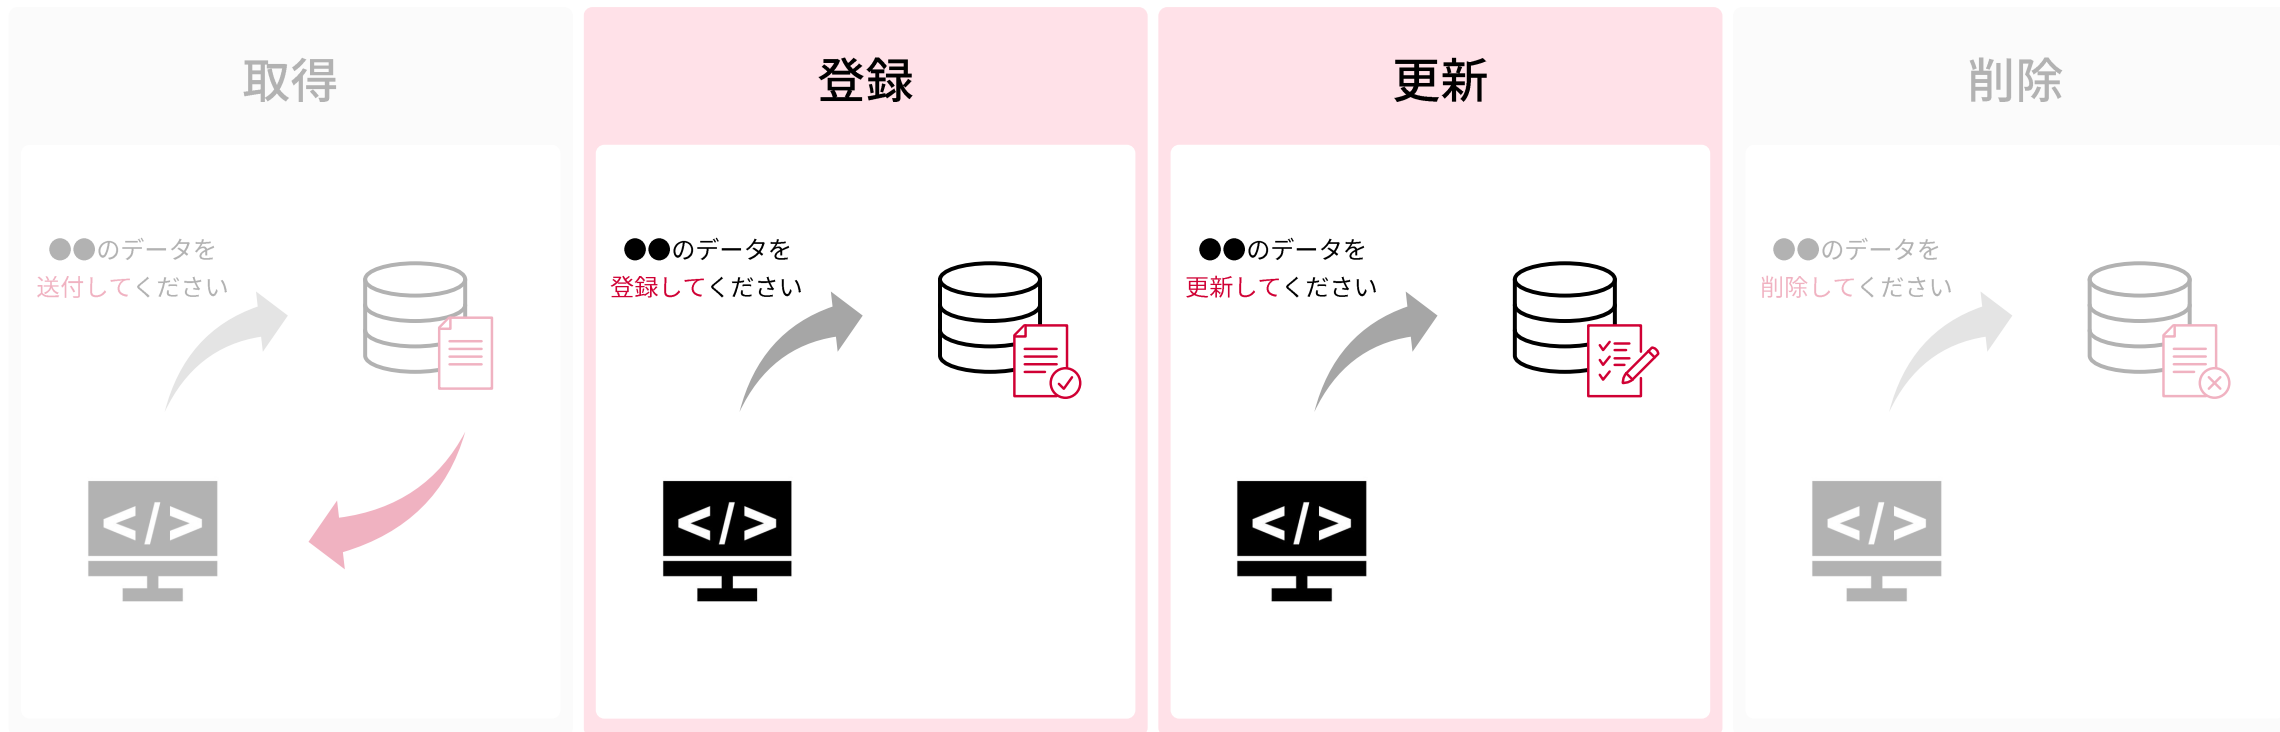 取得
●●のデータを
送付してください
</>
登録
●●のデータを
登録してください
</>
更新
●●のデータを
更新してください
</>
削除
●●のデータを
削除してください
</>